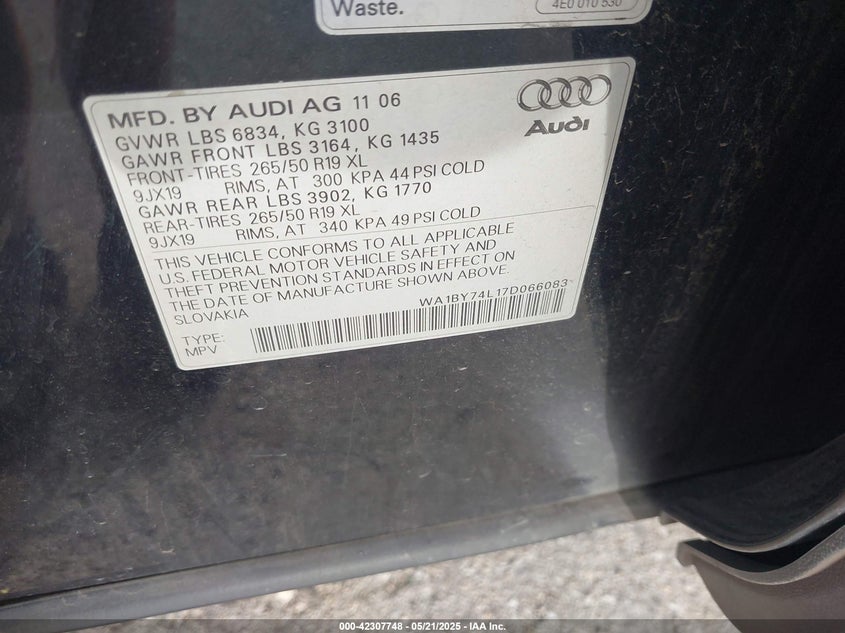 Waste.
4E0 010 530
MFD. BY AUDI AG 11 06
Audi
GVWR LBS 6834, KG 3100
GAWR FRONT LBS 3164, KG 1435
FRONT-TIRES 265/50 R19 XL
9JX19 RIMS, AT 300 KPA 44 PSI COLD
GAWR REAR LBS 3902, KG 1770
REAR-TIRES 265/50 R19 XL
9JX19 RIMS, AT 340 KPA 49 PSI COLD
THIS VEHICLE CONFORMS TO ALL APPLICABLE
U.S. FEDERAL MOTOR VEHICLE SAFETY AND
THEFT PREVENTION STANDARDS IN EFFECT ON
THE DATE OF MANUFACTURE SHOWN ABOVE.
SLOVAKIA
WA1BY74L17D066083
TYPE:
MPV
000-42307748 — 05/21/2025 — IAA Inc.